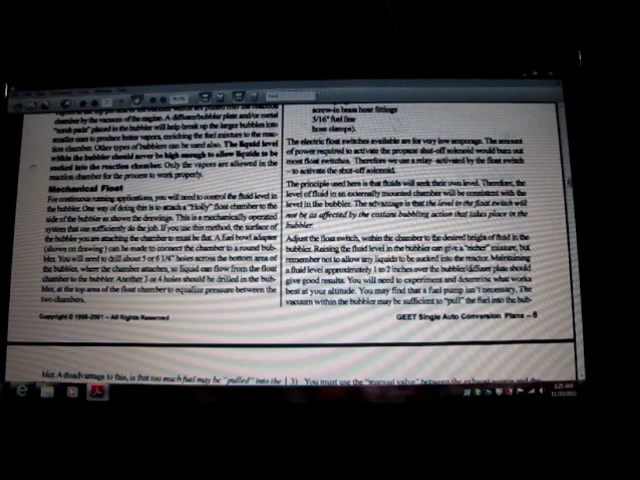 chamber by the vacuum of the engine. A diffuser/bubbler plate and/or metal
"scrub pads" placed in the bubbler will help break up the larger bubbles into
smaller ones to produce better vapors, enriching the fuel mixture to the reac-
tion chamber. Other types of bubblers can be used also. The liquid level
within the bubbler should never be high enough to allow liquids to be
sucked into the reaction chamber. Only the vapors are allowed in the
reaction chamber for the process to work properly.
Mechanical Float
For continuous running applications, you will need to control the fluid level in
the bubbler. One way of doing this is to attach a "Holly" float chamber to the
side of the bubbler as shown the drawings. This is a mechanically operated
system that can sufficiently do the job. If you use this method, the surface of
the bubbler you are attaching the chamber to must be flat. A fuel bowl adapter
(shown on drawing) can be made to connect the chamber to a round bub-
bler. You will need to drill about 5 or 6 1/4" holes across the bottom area of
the bubbler, where the chamber attaches, so liquid can flow from the float
chamber to the bubbler. Another 3 or 4 holes should be drilled in the bub-
bler, at the top area of the float chamber to equalize pressure between the
two chambers.
screw-in brass hose fittings
5/16" fuel line
hose clamps).
The electric float switches available are for very low amperage. The amount
of power required to activate the propane shut-off solenoid would burn out
most float switches. Therefore we use a relay -activated by the float switch
– to activate the shut-off solenoid.
The principle used here is that fluids will seek their own level. Therefore, the
level of fluid in an externally mounted chamber will be consistent with the
level in the bubbler. The advantage is that the level in the float switch will
not be as affected by the costant bubbling action that takes place in the
bubbler.
Adjust the float switch, within the chamber to the desired height of fluid in the
bubbler. Raising the fluid level in the bubbler can give a "richer" mixture, but
remember not to allow any liquids to be sucked into the reactor. Maintaining
a fluid level approximately 1 to 2 inches over the bubbler/diffuser plate should
give good results. You will need to experiment and determine what works
best at your altitude. You may find that a fuel pump isn't necessary. The
vacuum within the bubbler may be sufficient to "pull" the fuel into the bub-
Copyright © 1998-2001 – All Rights Reserved
GEET Single Auto Conversion Plans – 6
bler. A disadvantage to this, is that too much fuel may be "pulled" into the
3) You must use the "manual valve" between the exhaust system and the
3:25 AM